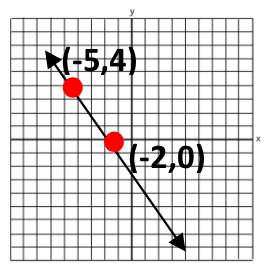 y
(-5,4)
x
(-2,0)